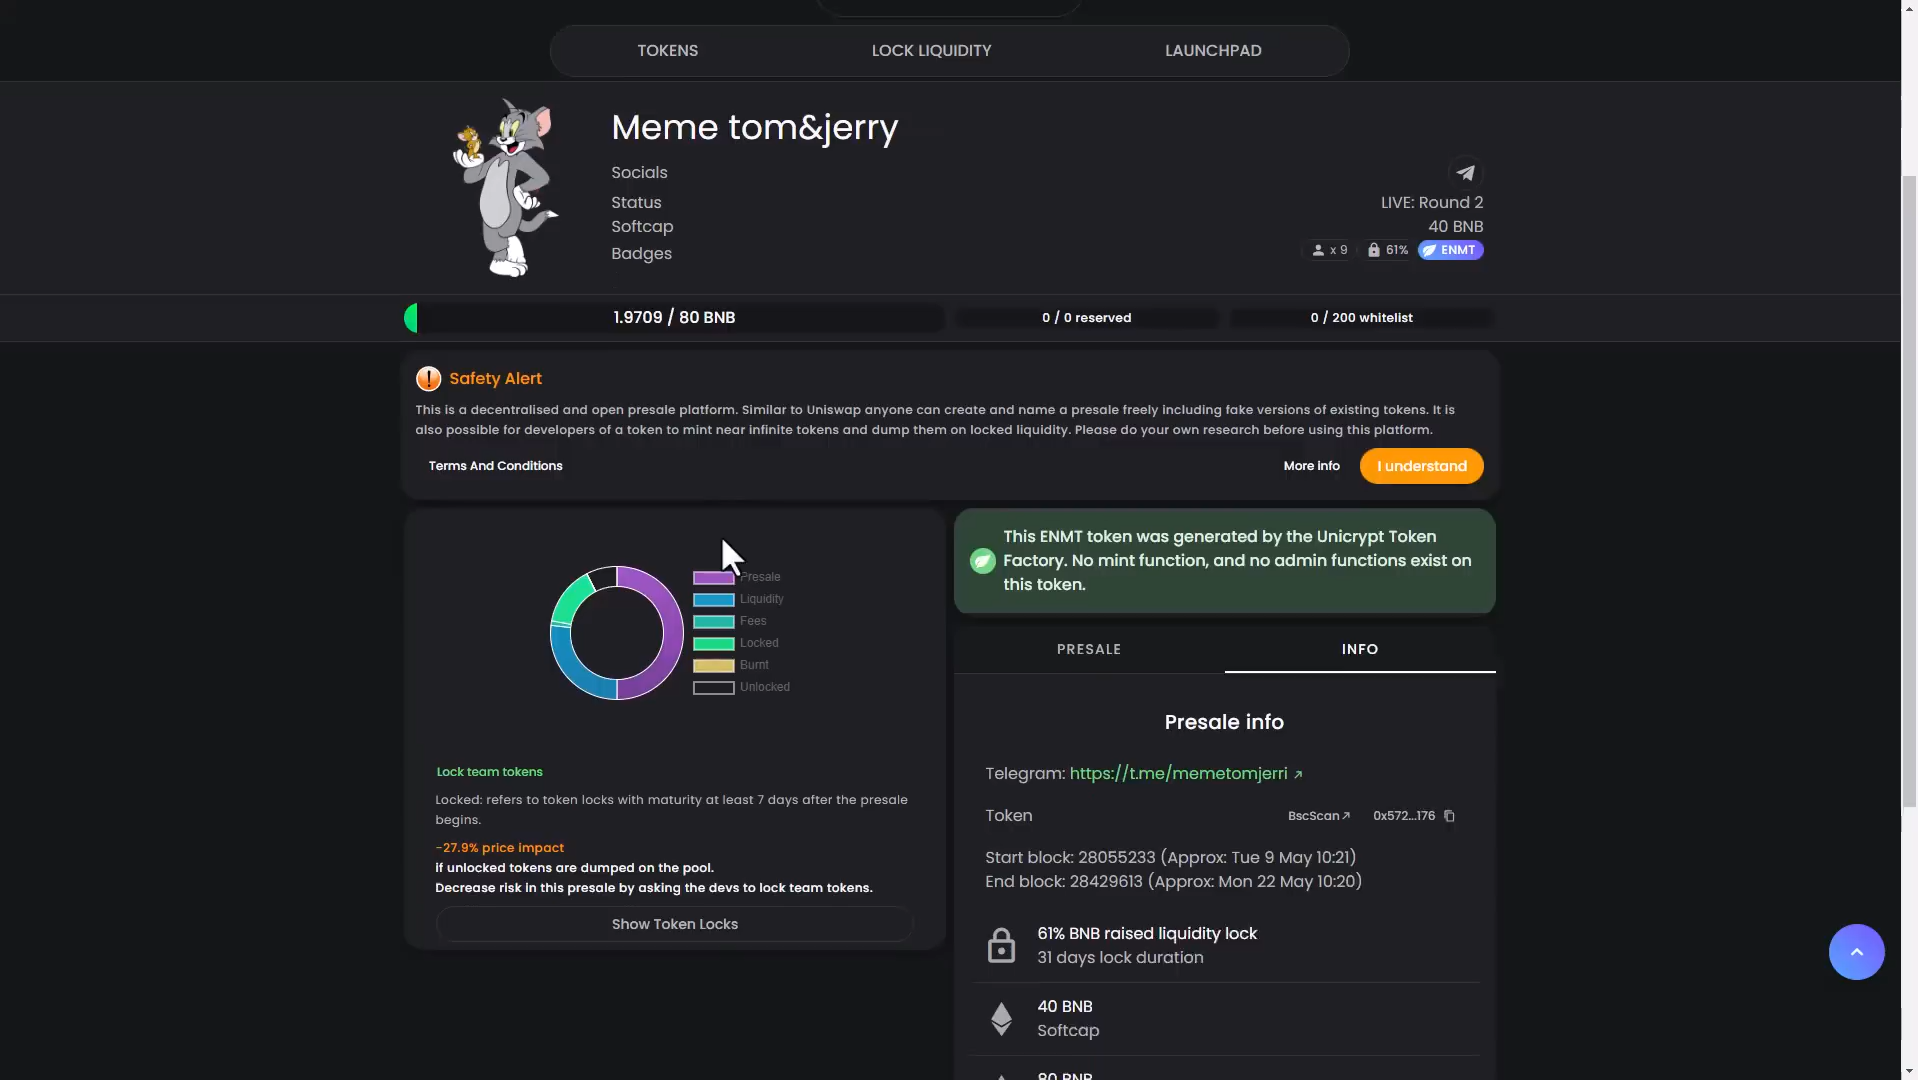 TOKENS
LOCK LIQUIDITY
LAUNCHPAD
Meme tom&jerry
Socials
Status
LIVE: Round 2
Softcap
40 BNB
Badges
x 9
61%
ENMT
1.9709 / 80 BNB
0 / 0 reserved
0 / 200 whitelist
Safety Alert
This is a decentralised and open presale platform. Similar to Uniswap anyone can create and name a presale freely including fake versions of existing tokens. It is
also possible for developers of a token to mint near infinite tokens and dump them on locked liquidity. Please do your own research before using this platform.
Terms And Conditions
More info
I understand
Presale
Liquidity
Fees
Locked
Burnt
Unlocked
Lock team tokens
Locked: refers to token locks with maturity at least 7 days after the presale
begins.
-27.9% price impact
if unlocked tokens are dumped on the pool.
Decrease risk in this presale by asking the devs to lock team tokens.
Show Token Locks
This ENMT token was generated by the Unicrypt Token
Factory. No mint function, and no admin functions exist on
this token.
PRESALE
INFO
Presale info
Telegram: https://t.me/memetomjerri ↗
Token
BscScan↗
0x572...176
Start block: 28055233 (Approx: Tue 9 May 10:21)
End block: 28429613 (Approx: Mon 22 May 10:20)
61% BNB raised liquidity lock
31 days lock duration
40 BNB
Softcap
80 BNB